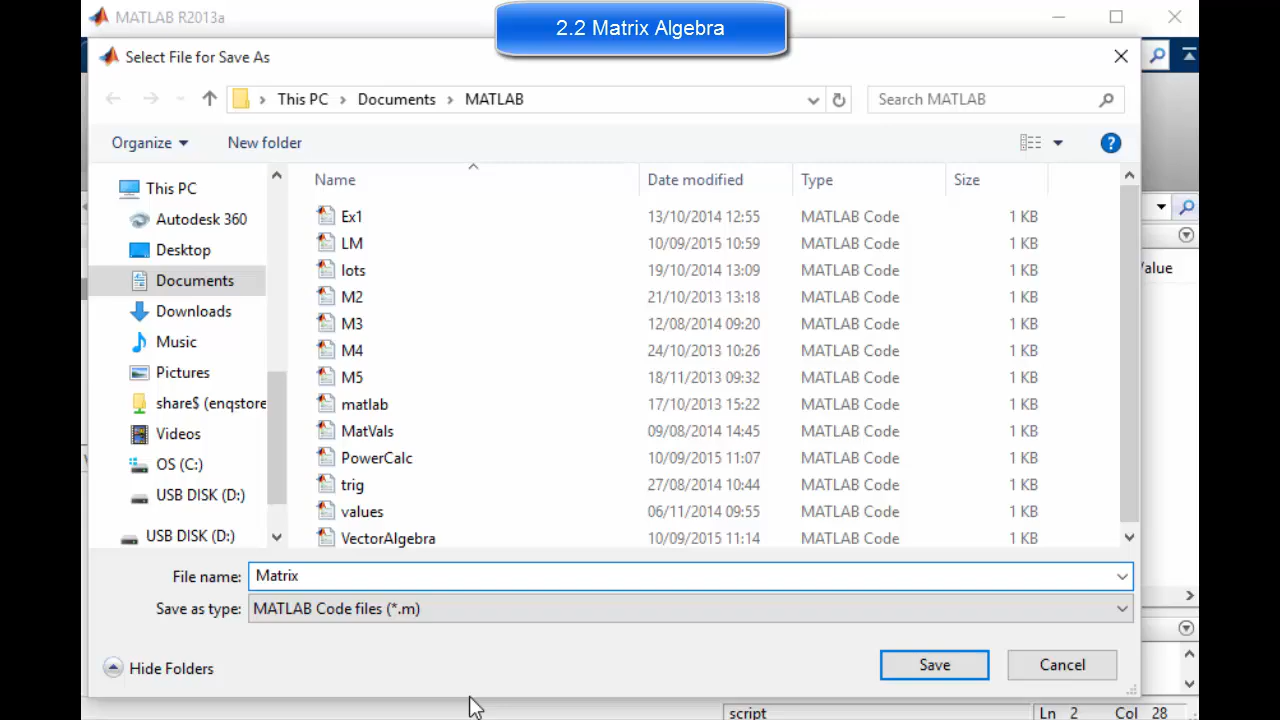 MATLAB R2013a
2.2 Matrix Algebra
Select File for Save As
This PC > Documents > MATLAB
Search MATLAB
Organize
New folder
Name Date modified Type Size
This PC
Autodesk 360
Desktop
Documents
Downloads
Music
Pictures
share$ (enqstore
Videos
OS (C:)
USB DISK (D:)
USB DISK (D:)
Ex1 13/10/2014 12:55 MATLAB Code 1 KB
LM 10/09/2015 10:59 MATLAB Code 1 KB
lots 19/10/2014 13:09 MATLAB Code 1 KB
M2 21/10/2013 13:18 MATLAB Code 1 KB
M3 12/08/2014 09:20 MATLAB Code 1 KB
M4 24/10/2013 10:26 MATLAB Code 1 KB
M5 18/11/2013 09:32 MATLAB Code 1 KB
matlab 17/10/2013 15:22 MATLAB Code 1 KB
MatVals 09/08/2014 14:45 MATLAB Code 1 KB
PowerCalc 10/09/2015 11:07 MATLAB Code 1 KB
trig 27/08/2014 10:44 MATLAB Code 1 KB
values 06/11/2014 09:55 MATLAB Code 1 KB
VectorAlgebra 10/09/2015 11:14 MATLAB Code 1 KB
alue
File name: Matrix
Save as type: MATLAB Code files (*.m)
Hide Folders
Save
Cancel
script
Ln 2 Col 28